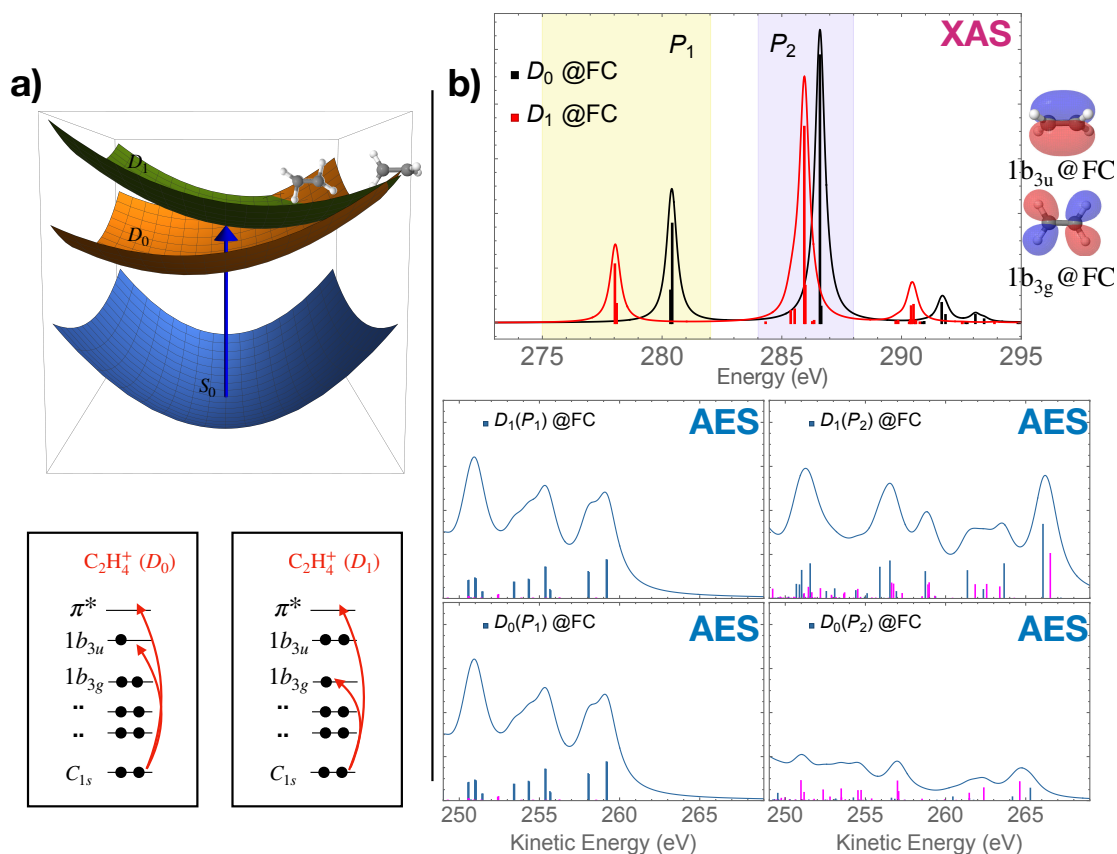 a)
D₁
D₀
S₀
C₂H₄⁺ (D₀)
π*
1b₃ᵤ
1b₃g
..
..
C₁ₛ
C₂H₄⁺ (D₁)
π*
1b₃ᵤ
1b₃g
..
..
C₁ₛ
b)
P₁
P₂
XAS
D₀ @FC
D₁ @FC
275
280
285
290
295
Energy (eV)
1b₃ᵤ@FC
1b₃g@FC
D₁(P₁) @FC
AES
D₁(P₂) @FC
AES
D₀(P₁) @FC
AES
D₀(P₂) @FC
AES
250
255
260
265
Kinetic Energy (eV)
250
255
260
265
Kinetic Energy (eV)